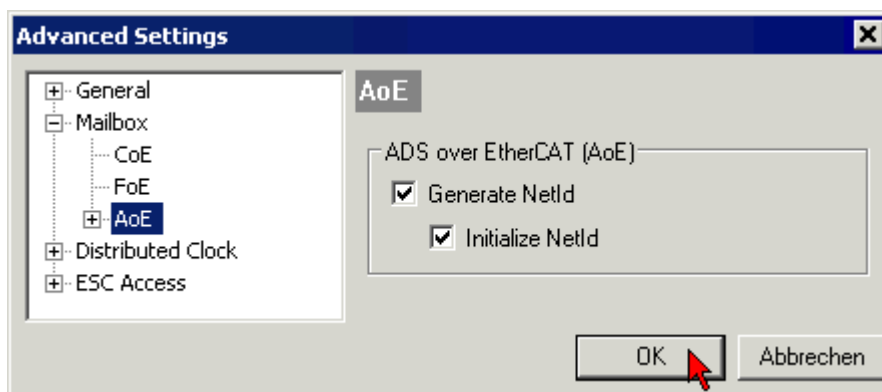 Advanced Settings
General
Mailbox
CoE
FoE
AoE
Distributed Clock
ESC Access
AoE
ADS over EtherCAT (AoE)
Generate NetId
Initialize NetId
OK
Abbrechen